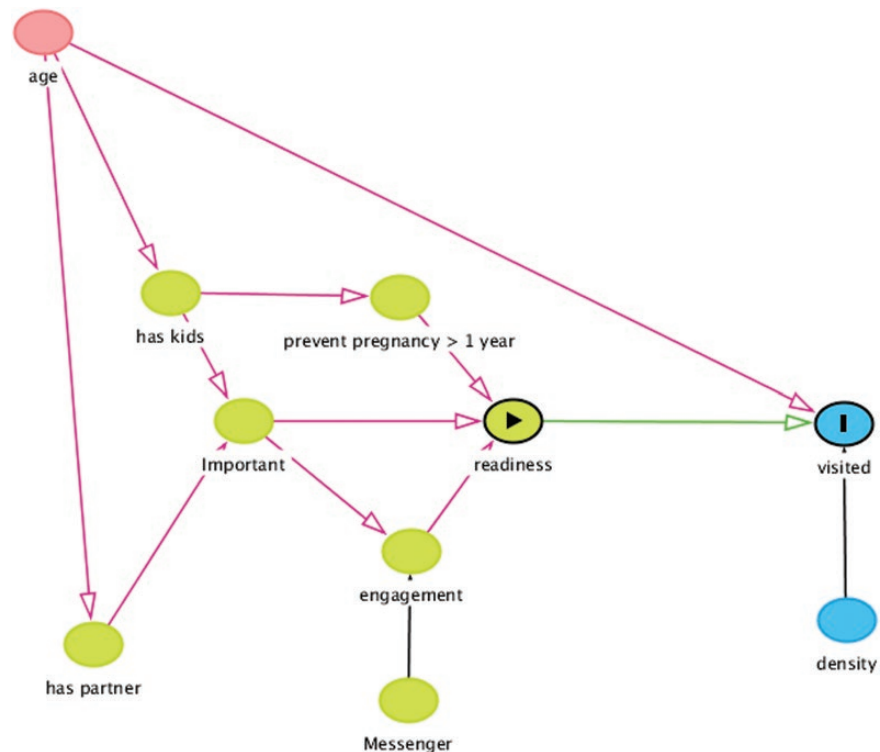 age
has kids
prevent pregnancy > 1 year
Important
readiness
visited
engagement
has partner
density
Messenger